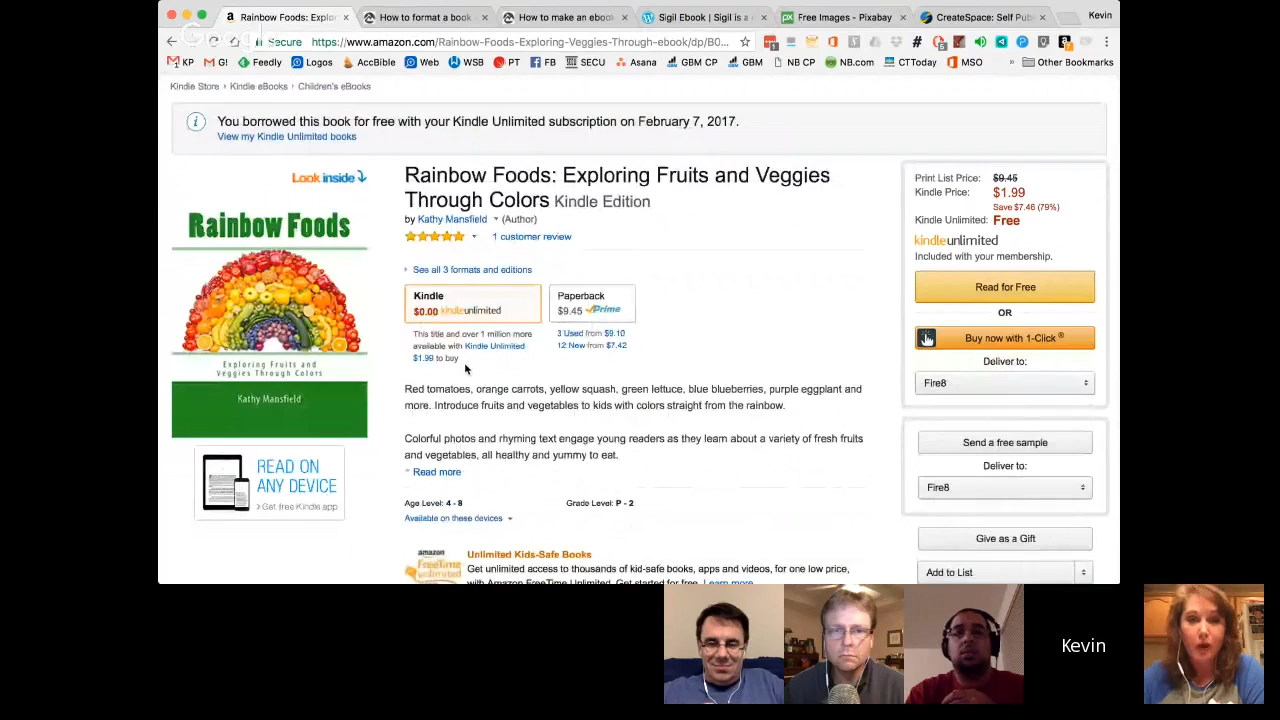 Rainbow Foods: Explo
How to format a book
How to make an ebook
Sigil Ebook | Sigil is a
Free Images - Pixabay
CreateSpace: Self Pub
Kevin
Secure https://www.amazon.com/Rainbow-Foods-Exploring-Veggies-Through-ebook/dp/B0...
KP G! Feedly Logos AccBible Web WSB PT FB SECU Asana GBM CP GBM NB CP NB.com CTToday MSO » Other Bookmarks
Kindle Store › Kindle eBooks › Children's eBooks
You borrowed this book for free with your Kindle Unlimited subscription on February 7, 2017.
View my Kindle Unlimited books
Look inside
Rainbow Foods
Exploring Fruits and
Veggies Through Colors
Kathy Mansfield
READ ON
ANY DEVICE
› Get free Kindle app
Rainbow Foods: Exploring Fruits and Veggies
Through Colors Kindle Edition
by Kathy Mansfield (Author)
1 customer review
See all 3 formats and editions
Kindle
$0.00 kindleunlimited
This title and over 1 million more
available with Kindle Unlimited
$1.99 to buy
Paperback
$9.45 Prime
3 Used from $9.10
12 New from $7.42
Red tomatoes, orange carrots, yellow squash, green lettuce, blue blueberries, purple eggplant and
more. Introduce fruits and vegetables to kids with colors straight from the rainbow.
Colorful photos and rhyming text engage young readers as they learn about a variety of fresh fruits
and vegetables, all healthy and yummy to eat.
Read more
Age Level: 4 - 8 Grade Level: P - 2
Available on these devices
amazon
FreeTime
unlimited
Unlimited Kids-Safe Books
Get unlimited access to thousands of kid-safe books, apps and videos, for one low price,
with Amazon FreeTime Unlimited. Get started for free. Learn more
Print List Price: $9.45
Kindle Price: $1.99
Save $7.46 (79%)
Kindle Unlimited: Free
kindleunlimited
Included with your membership.
Read for Free
OR
Buy now with 1-Click ®
Deliver to:
Fire8
Send a free sample
Deliver to:
Fire8
Give as a Gift
Add to List
Kevin